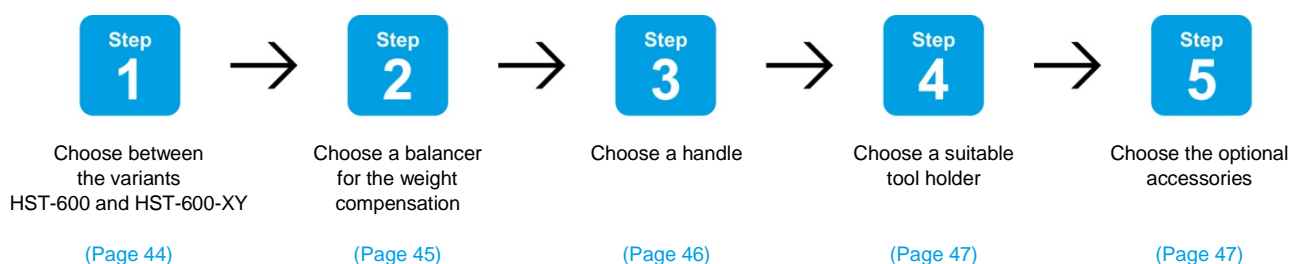 Step
1
Choose between
the variants
HST-600 and HST-600-XY
(Page 44)
Step
2
Choose a balancer
for the weight
compensation
(Page 45)
Step
3
Choose a handle
(Page 46)
Step
4
Choose a suitable
tool holder
(Page 47)
Step
5
Choose the optional
accessories
(Page 47)